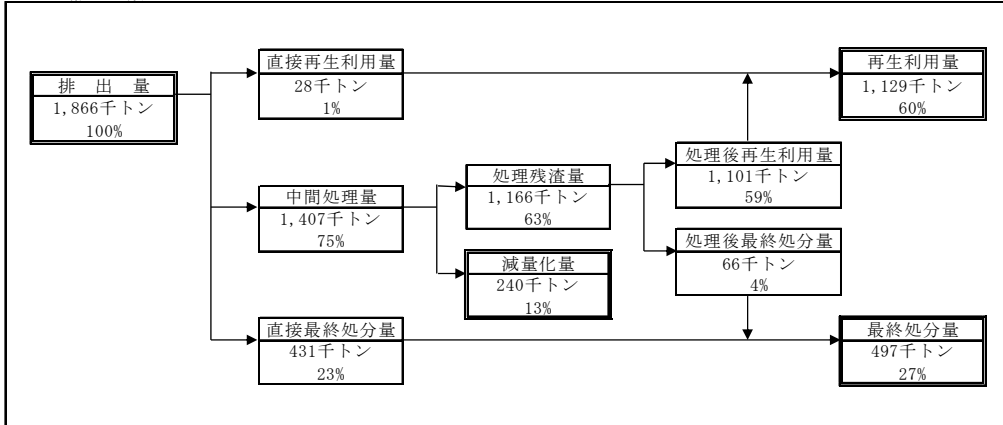 排 出 量
1,866千トン
100%
直接再生利用量
28千トン
1%
中間処理量
1,407千トン
75%
直接最終処分量
431千トン
23%
処理残渣量
1,166千トン
63%
減量化量
240千トン
13%
処理後再生利用量
1,101千トン
59%
処理後最終処分量
66千トン
4%
再生利用量
1,129千トン
60%
最終処分量
497千トン
27%